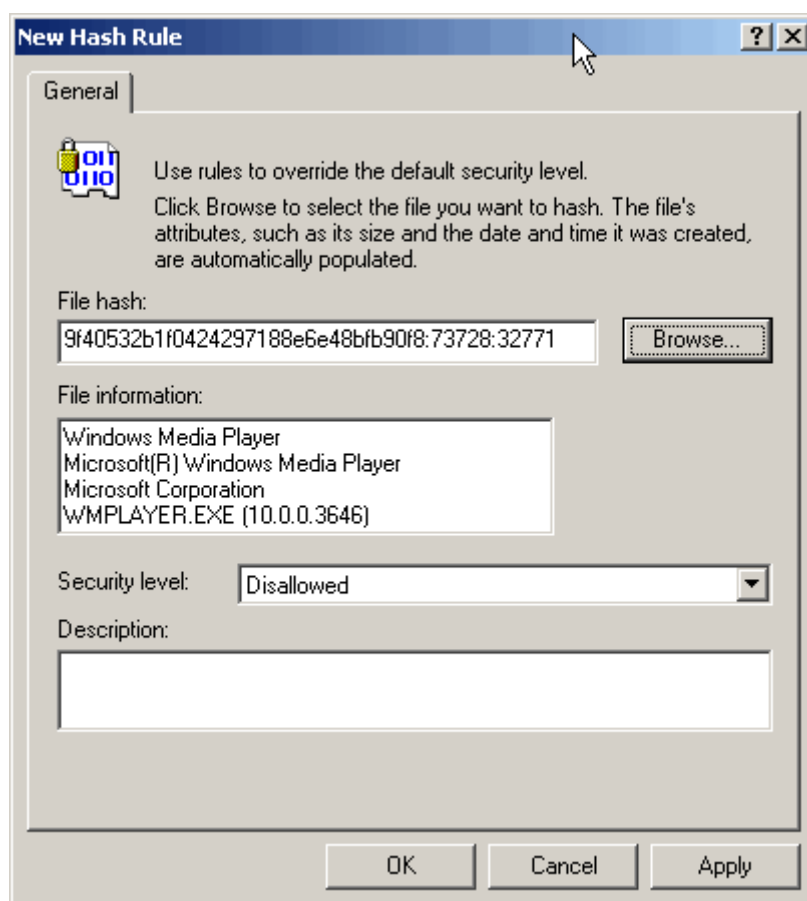 New Hash Rule
General
Use rules to override the default security level.
Click Browse to select the file you want to hash. The file's
attributes, such as its size and the date and time it was created,
are automatically populated.
File hash:
9f40532b1f0424297188e6e48bfb90f8:73728:32771
Browse...
File information:
Windows Media Player
Microsoft(R) Windows Media Player
Microsoft Corporation
WMPLAYER.EXE (10.0.0.3646)
Security level:
Disallowed
Description:
OK
Cancel
Apply